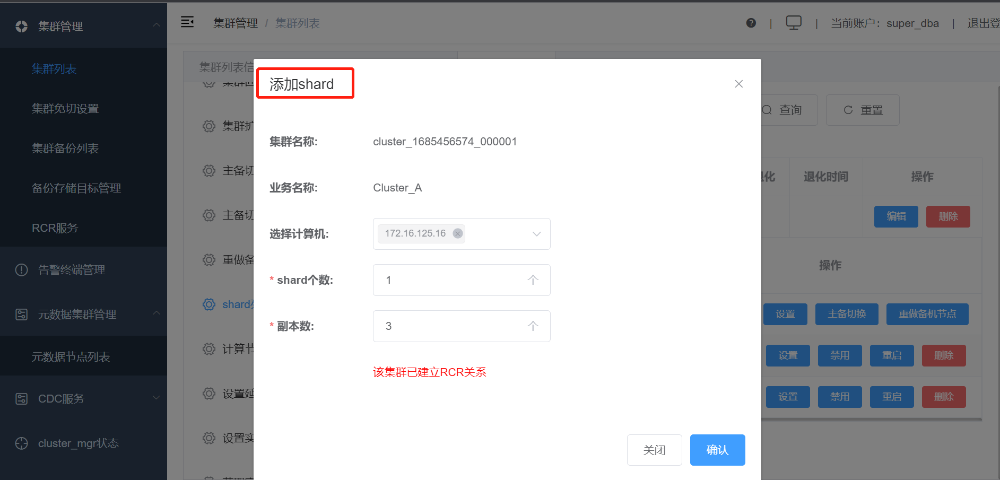 集群管理
集群列表
集群免切设置
集群备份列表
备份存储目标管理
RCR服务
告警终端管理
元数据集群管理
元数据节点列表
CDC服务
cluster_mgr状态
集群管理 / 集群列表
当前账户：super_dba | 退出登
集群列表信
集群扩
主备切
主备切
重做备
shard列
计算节
设置延
设置实
添加shard
集群名称: cluster_1685456574_000001
业务名称: Cluster_A
选择计算机: 172.16.125.16
* shard个数: 1 个
* 副本数: 3 个
该集群已建立RCR关系
关闭 确认
查询 重置
退化时间 操作
编辑 删除
操作
设置 主备切换 重做备机节点
设置 禁用 重启 删除
设置 禁用 重启 删除